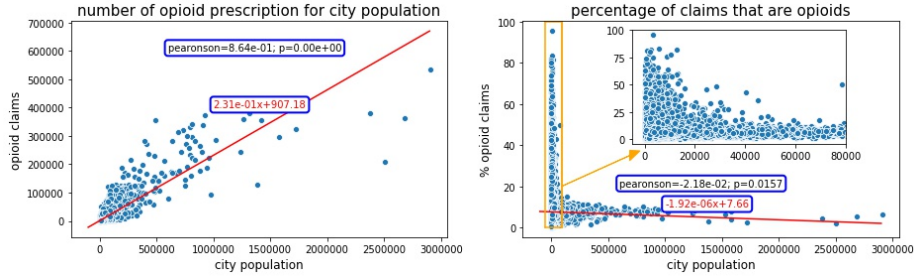 number of opioid prescription for city population
700000
600000
500000
400000
300000
200000
100000
0
opioid claims
pearonson=8.64e-01; p=0.00e+00
2.31e-01x+907.18
0 500000 1000000 1500000 2000000 2500000 3000000
city population
percentage of claims that are opioids
100
80
60
40
20
0
% opioid claims
100
75
50
25
0
0 20000 40000 60000 80000
pearonson=-2.18e-02; p=0.0157
-1.92e-06x+7.66
0 500000 1000000 1500000 2000000 2500000 3000000
city population